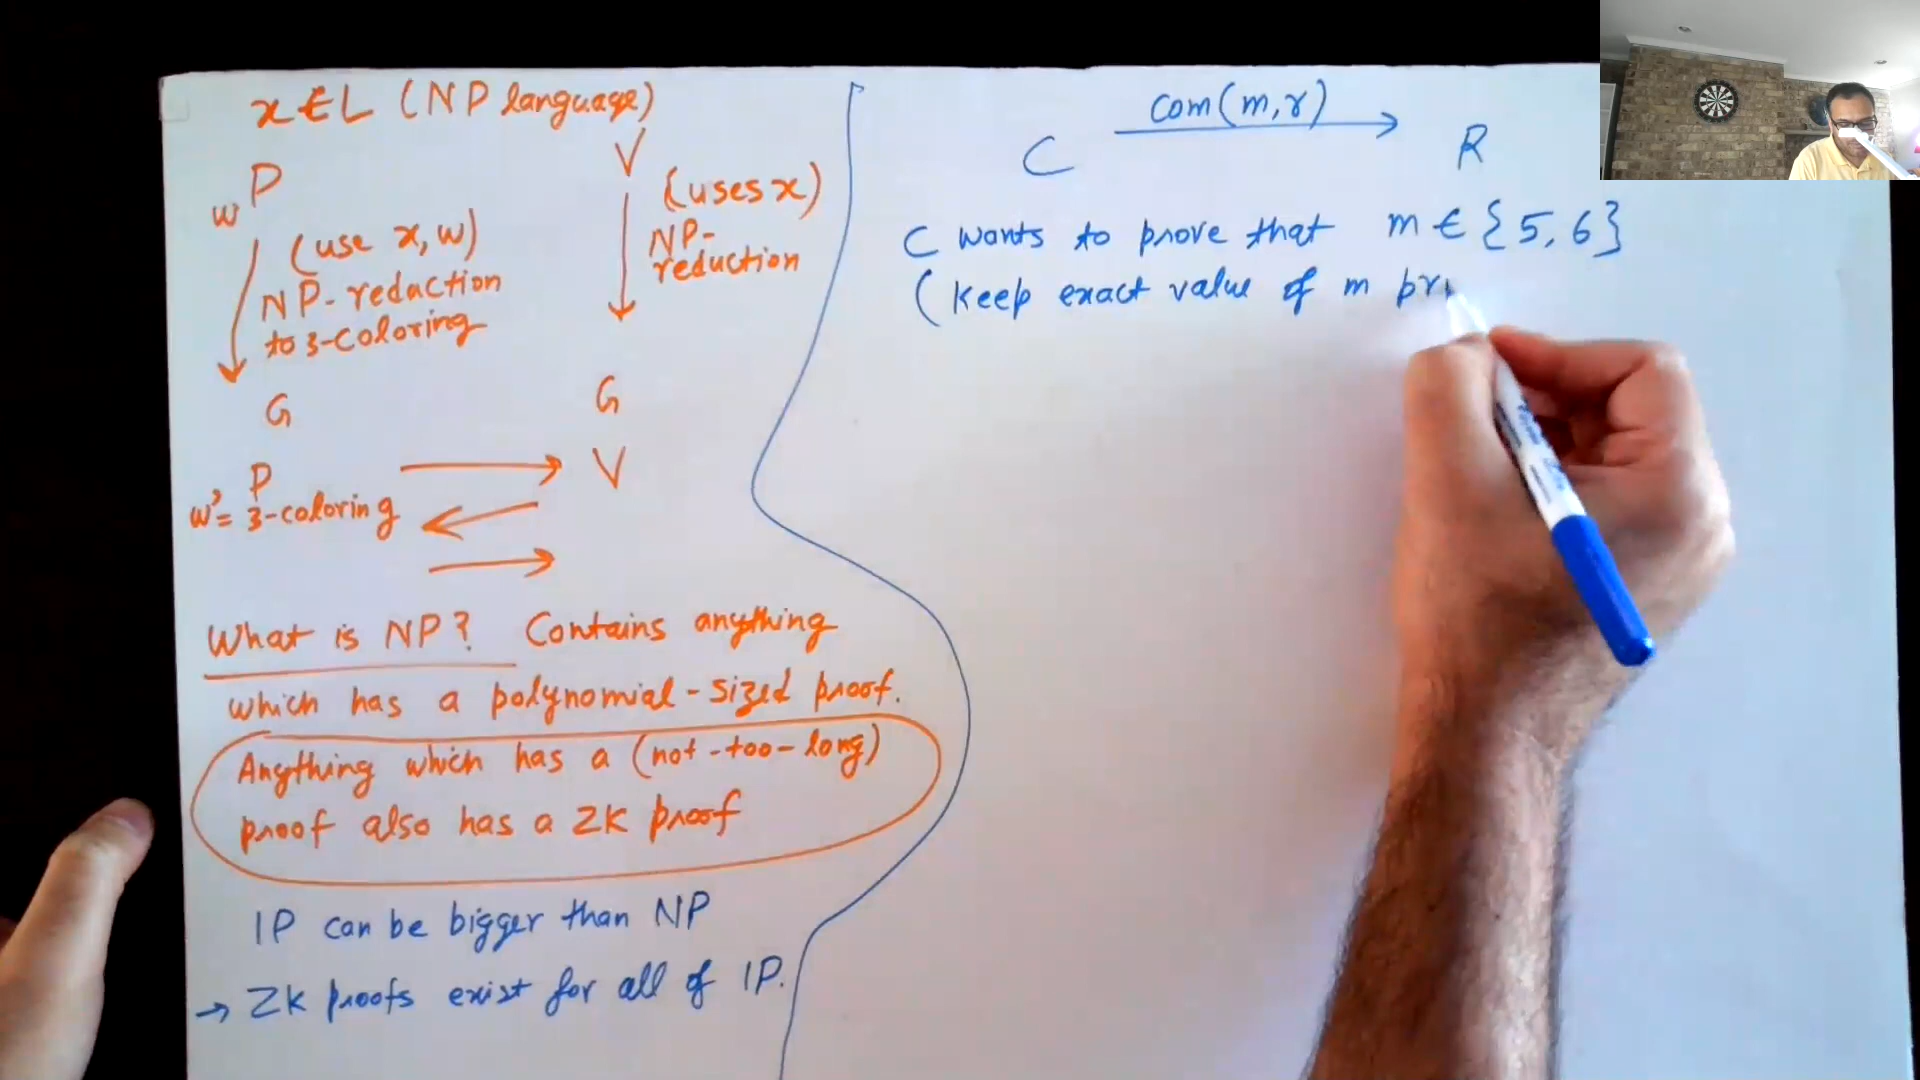 x ∈ L (NP language)
P
V
w
(use x, w)
NP-reduction
to 3-coloring
(uses x)
NP-
reduction
G
G
P
V
w' = 3-coloring
What is NP? Contains anything
which has a polynomial-sized proof.
Anything which has a (not-too-long)
proof also has a ZK proof
IP can be bigger than NP
→ ZK proofs exist for all of IP.
com(m,r)
C
R
C wants to prove that m ∈ {5, 6}
(keep exact value of m pri